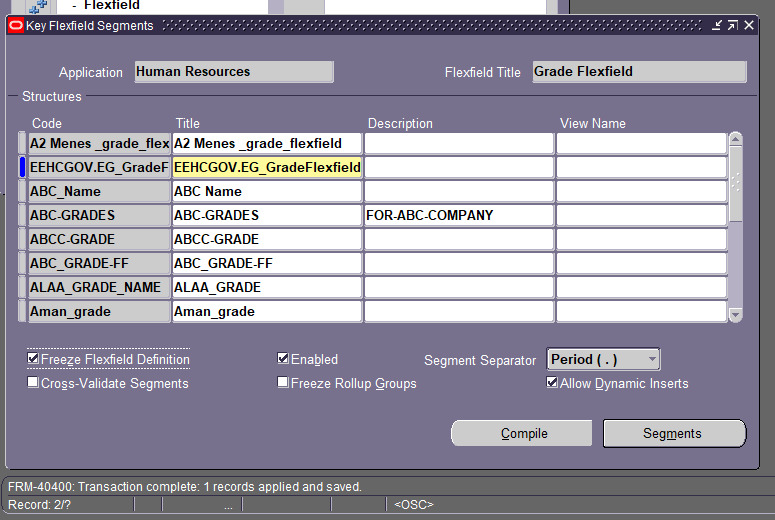 - Flexfield
Key Flexfield Segments
Application Human Resources Flexfield Title Grade Flexfield
Structures
Code Title Description View Name
A2 Menes _grade_flex A2 Menes _grade_flexfield
EEHCGOV.EG_GradeF EEHCGOV.EG_GradeFlexfield
ABC_Name ABC Name
ABC-GRADES ABC-GRADES FOR-ABC-COMPANY
ABCC-GRADE ABCC-GRADE
ABC_GRADE-FF ABC_GRADE-FF
ALAA_GRADE_NAME ALAA_GRADE
Aman_grade Aman_grade
Freeze Flexfield Definition Enabled Segment Separator Period ( . )
Cross-Validate Segments Freeze Rollup Groups Allow Dynamic Inserts
Compile Segments
FRM-40400: Transaction complete: 1 records applied and saved.
Record: 2/? ... <OSC>